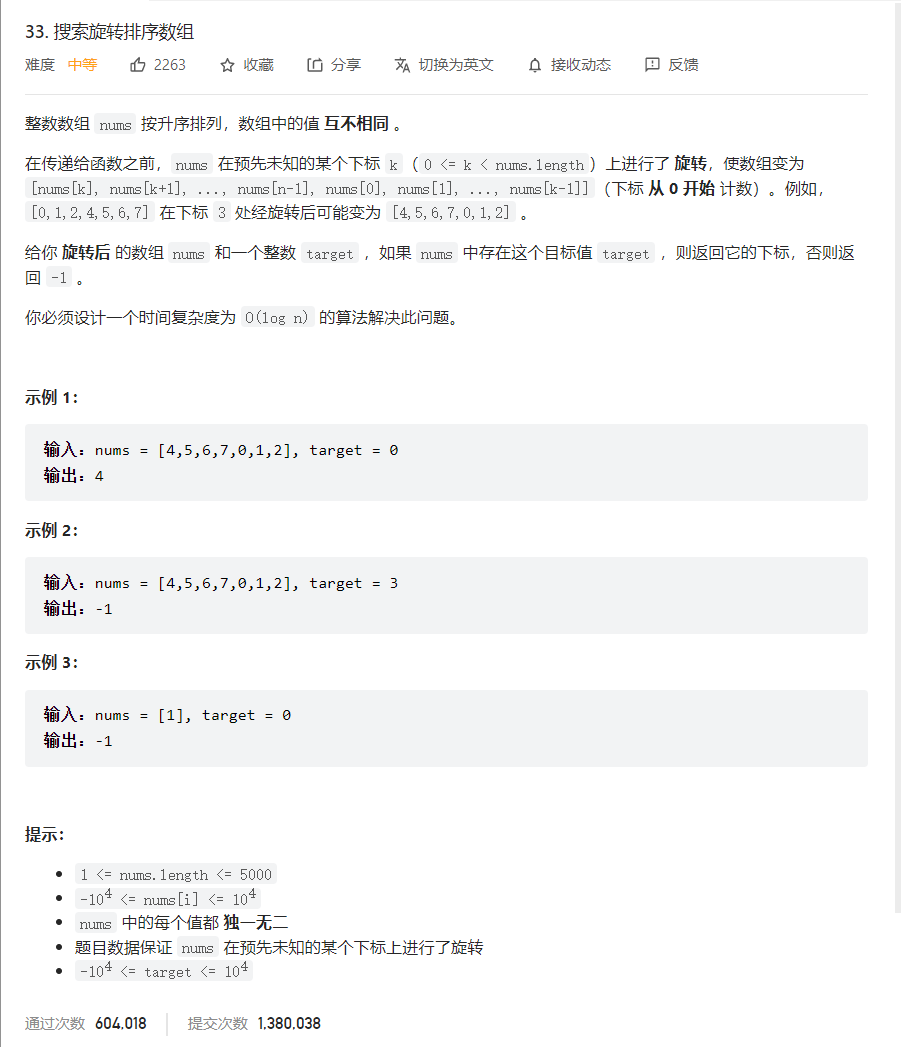 33. 搜索旋转排序数组
难度 中等 2263 收藏 分享 切换为英文 接收动态 反馈
整数数组 nums 按升序排列，数组中的值 互不相同 。
在传递给函数之前，nums 在预先未知的某个下标 k（0 <= k < nums.length）上进行了 旋转，使数组变为
[nums[k], nums[k+1], ..., nums[n-1], nums[0], nums[1], ..., nums[k-1]]（下标 从 0 开始 计数）。例如，
[0,1,2,4,5,6,7] 在下标 3 处经旋转后可能变为 [4,5,6,7,0,1,2] 。
给你 旋转后 的数组 nums 和一个整数 target ，如果 nums 中存在这个目标值 target ，则返回它的下标，否则返
回 -1 。
你必须设计一个时间复杂度为 O(log n) 的算法解决此问题。
示例 1：
输入：nums = [4,5,6,7,0,1,2], target = 0
输出：4
示例 2：
输入：nums = [4,5,6,7,0,1,2], target = 3
输出：-1
示例 3：
输入：nums = [1], target = 0
输出：-1
提示：
1 <= nums.length <= 5000
-10⁴ <= nums[i] <= 10⁴
nums 中的每个值都 独一无二
题目数据保证 nums 在预先未知的某个下标上进行了旋转
-10⁴ <= target <= 10⁴
通过次数 604,018 提交次数 1,380,038